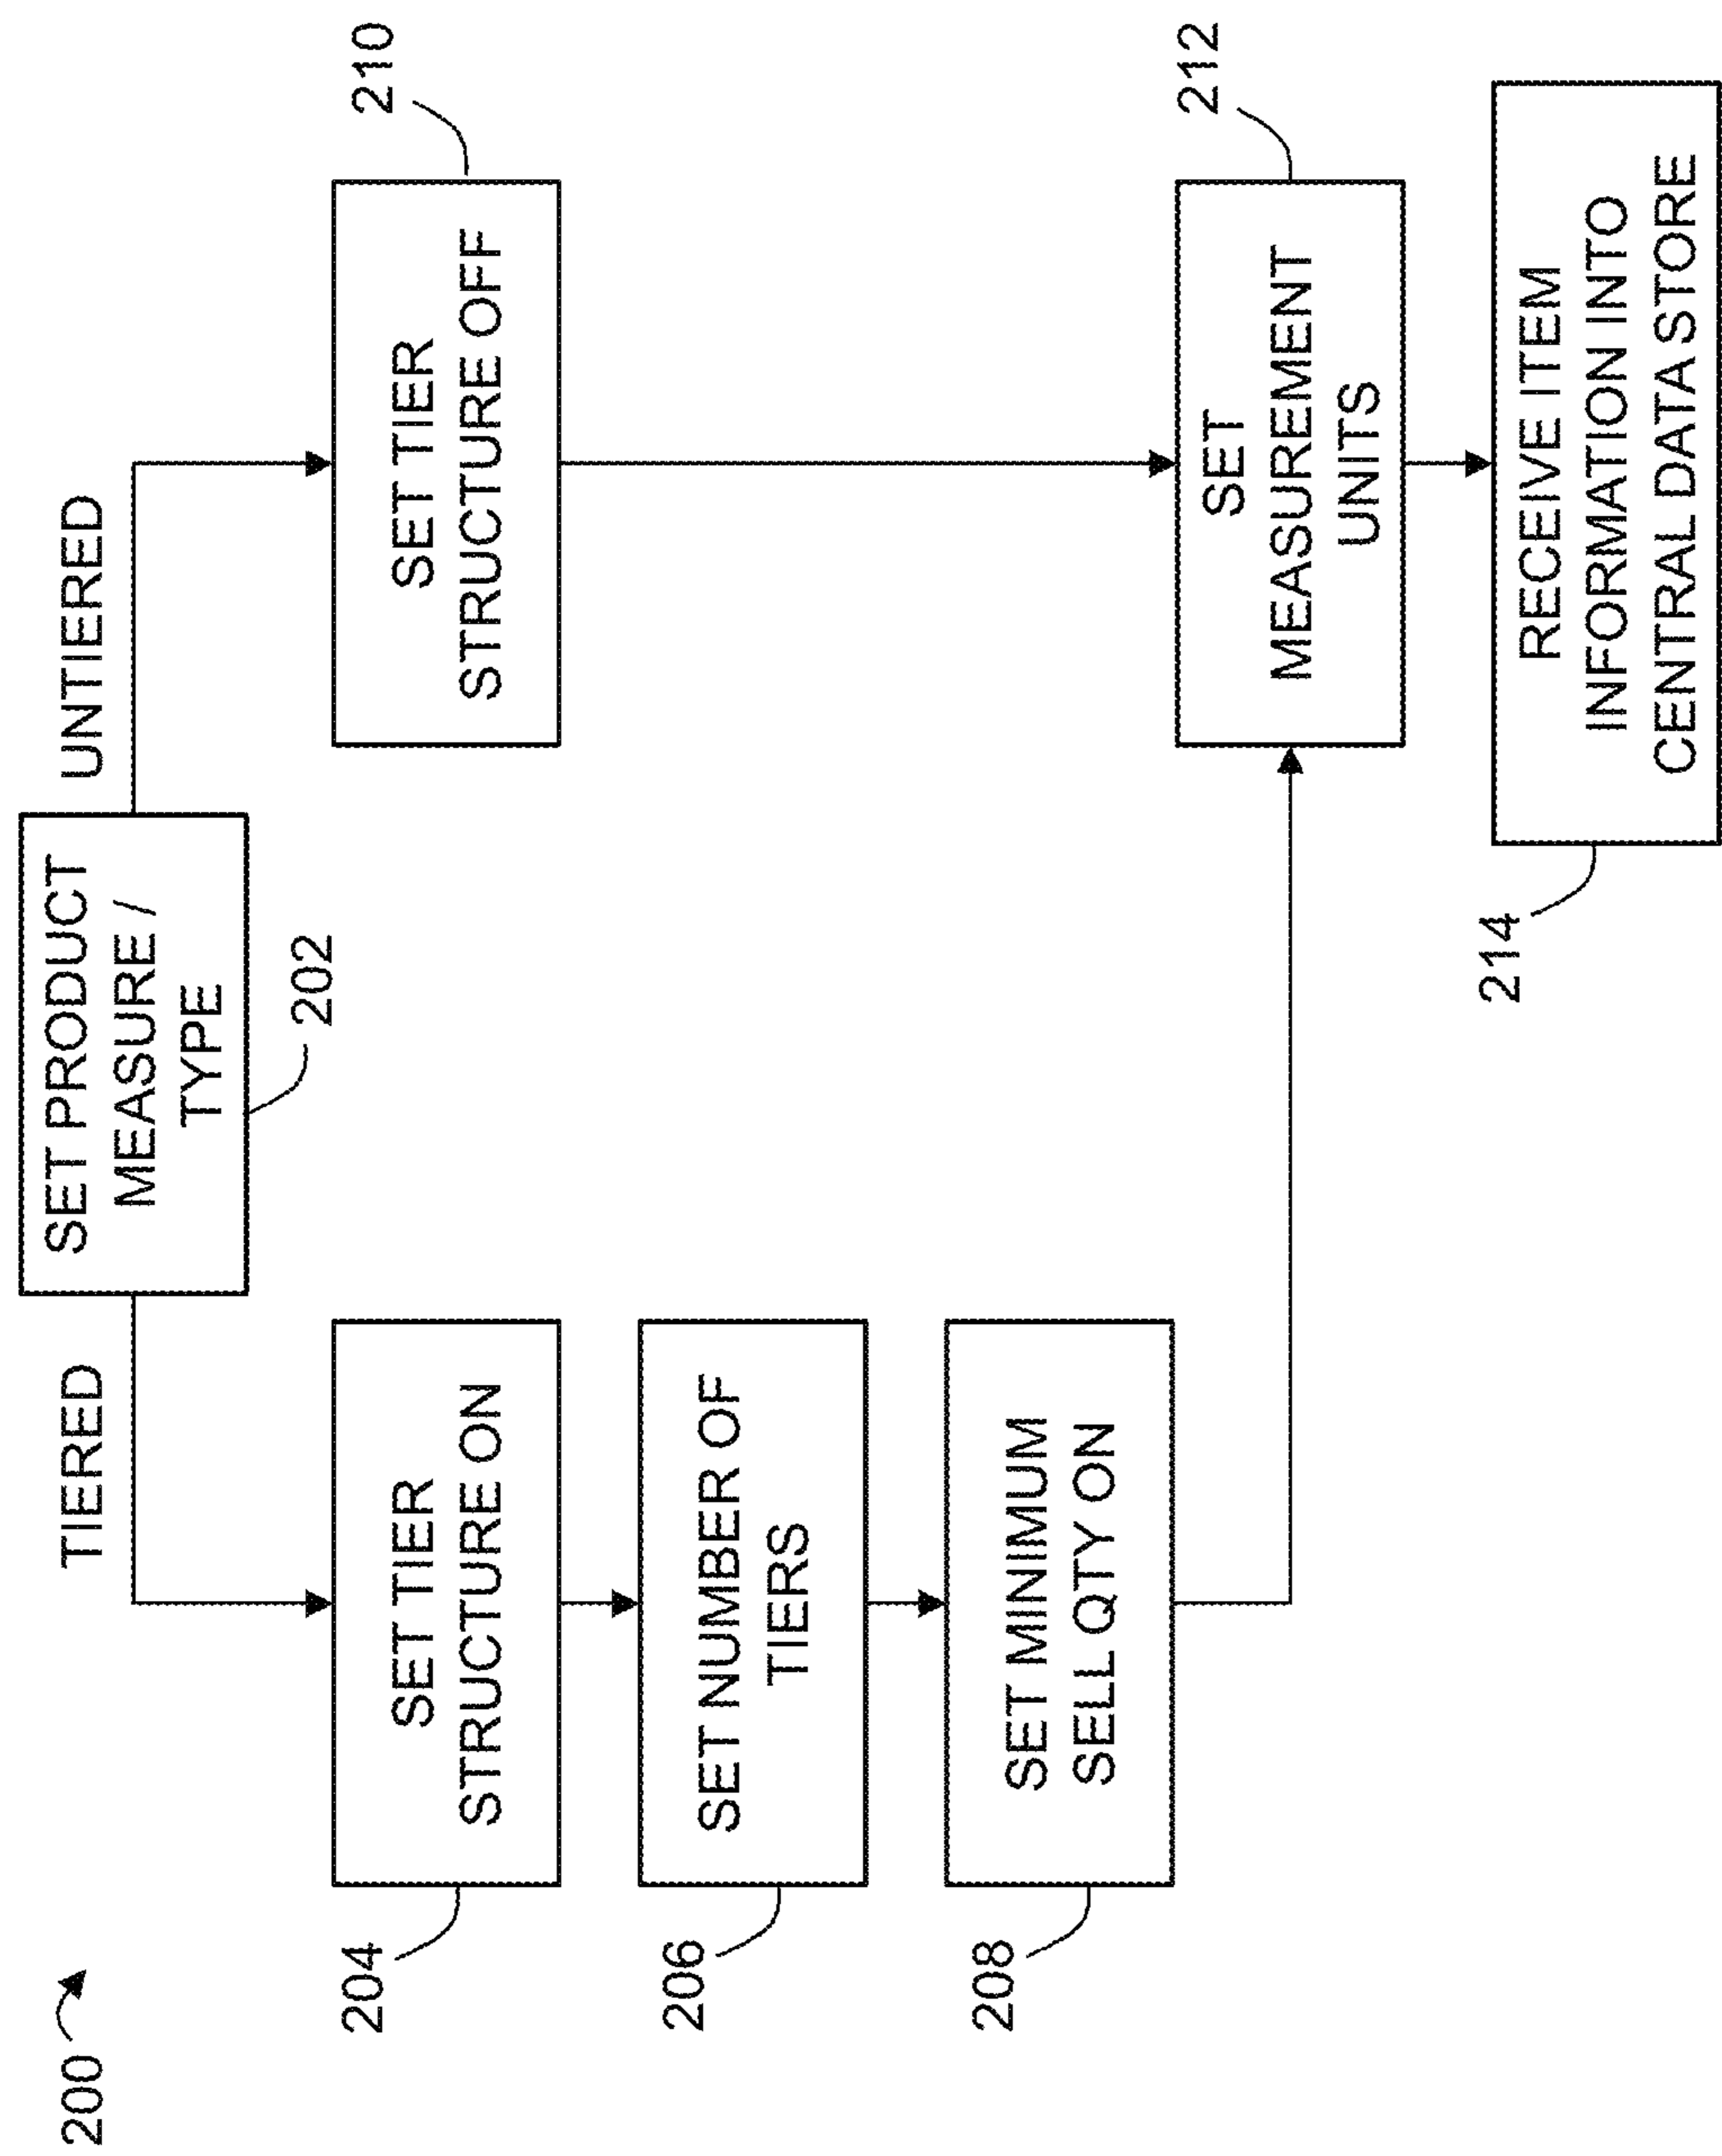 200
TIERED
SET PRODUCT
MEASURE /
TYPE
202
UNTIERED
204
SET TIER
STRUCTURE ON
SET TIER
STRUCTURE OFF
210
206
SET NUMBER OF
TIERS
208
SET MINIMUM
SELL QTY ON
SET
MEASUREMENT
UNITS
212
214
RECEIVE ITEM
INFORMATION INTO
CENTRAL DATA STORE